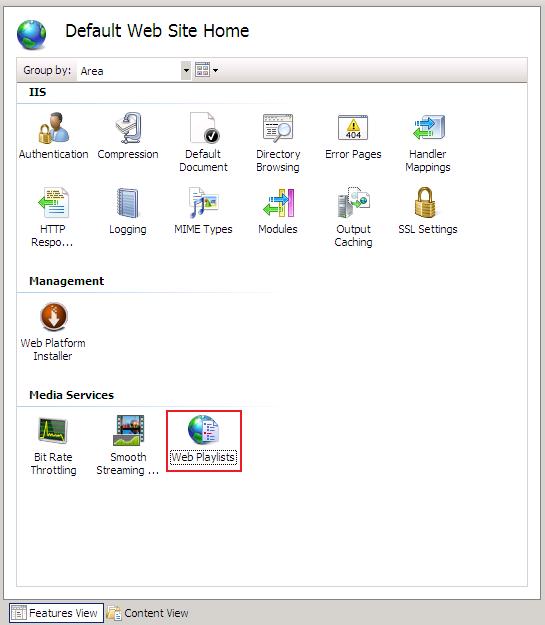 Default Web Site Home
Group by: Area
IIS
Authentication Compression Default Document Directory Browsing Error Pages Handler Mappings
404
HTTP Respo... Logging MIME Types Modules Output Caching SSL Settings
Management
Web Platform Installer
Media Services
Bit Rate Throttling Smooth Streaming ... Web Playlists
Features View Content View